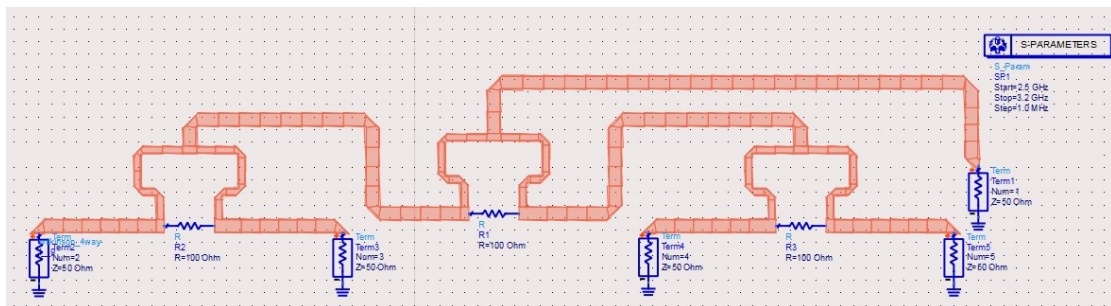 S-PARAMETERS
S_Param
SP1
Start=2.5 GHz
Stop=3.2 GHz
Step=1.0 MHz
Term
Term1
Num=1
Z=50 Ohm
Term
Term2
Num=2
Z=50 Ohm
R
R2
R=100 Ohm
Term
Term3
Num=3
Z=50 Ohm
R
R1
R=100 Ohm
Term
Term4
Num=4
Z=50 Ohm
R
R3
R=100 Ohm
Term
Term5
Num=5
Z=50 Ohm